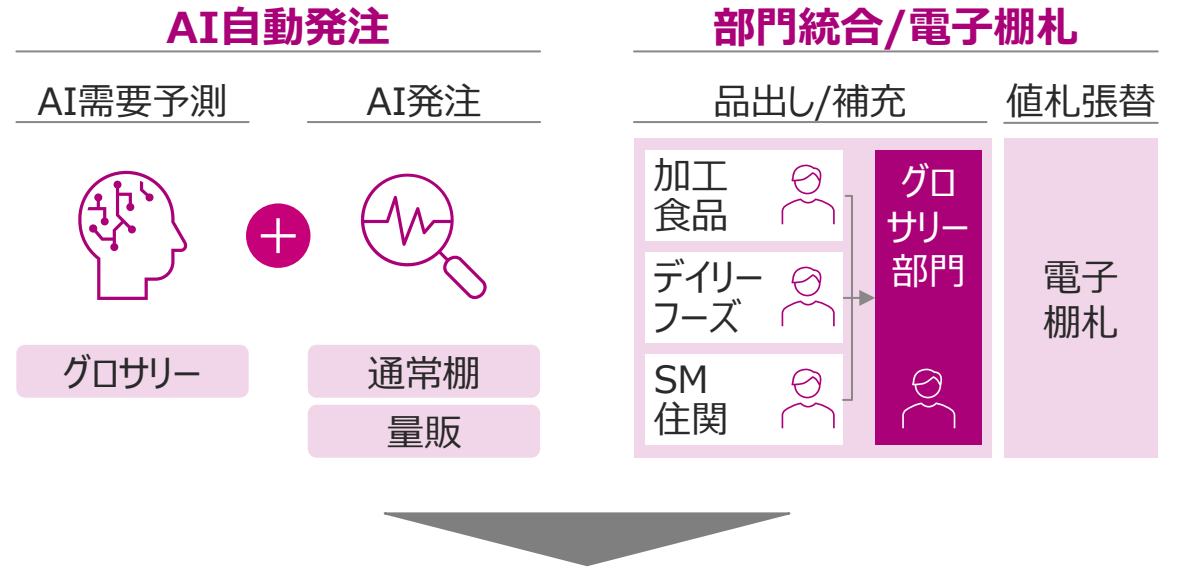 AI自動発注
部門統合/電子棚札
AI需要予測
AI発注
品出し/補充
値札張替
グロサリー
通常棚
量販
加工
食品
デイリー
フーズ
SM
住関
グロ
サリー
部門
電子
棚札